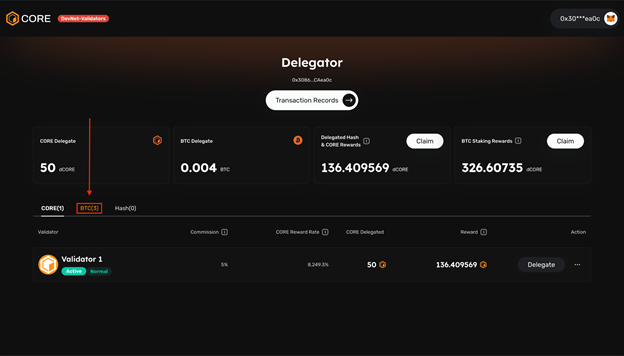 CORE DevNet-Validators 0x30***ea0c
Delegator
0x3086...CAea0c
Transaction Records
CORE Delegate
50 dCORE
BTC Delegate
0.004 BTC
Delegated Hash
& CORE Rewards
Claim
136.409569 dCORE
BTC Staking Rewards
Claim
326.60735 dCORE
CORE(1) BTC(3) Hash(0)
Validator Commission CORE Reward Rate CORE Delegated Reward Action
Validator 1
Active Normal
5% 8,249.3% 50 136.409569 Delegate ...